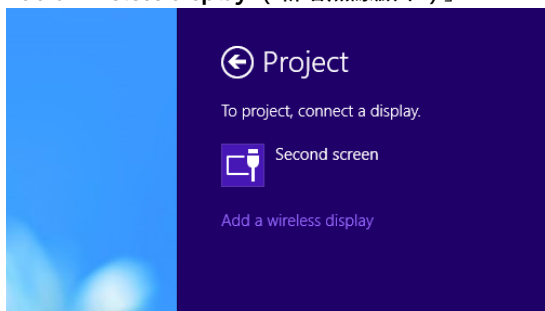 Project
To project, connect a display.
Second screen
Add a wireless display